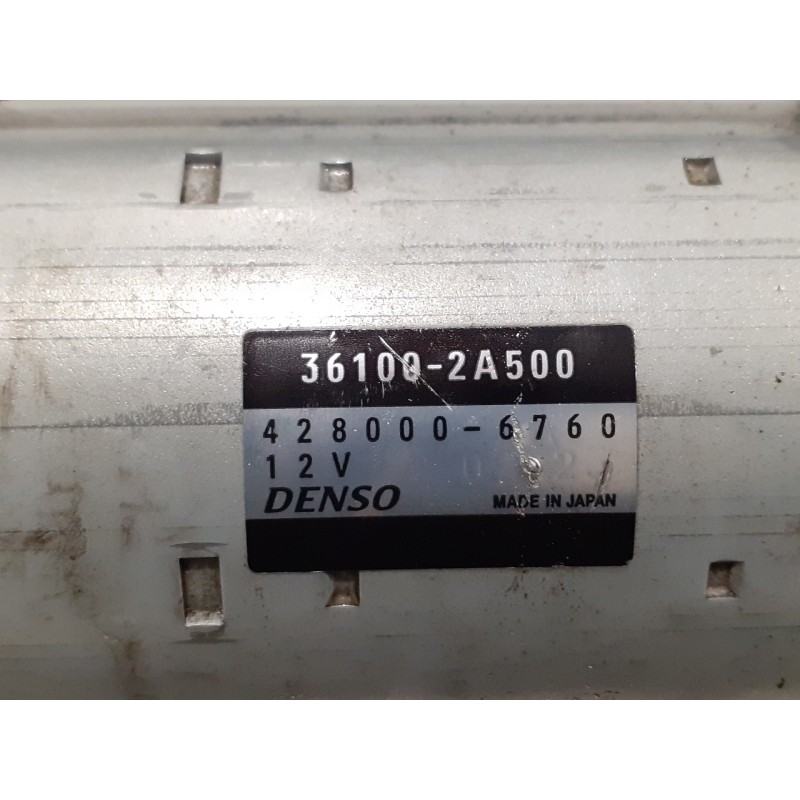 36100-2A500
428000-6760
12V
DENSO MADE IN JAPAN